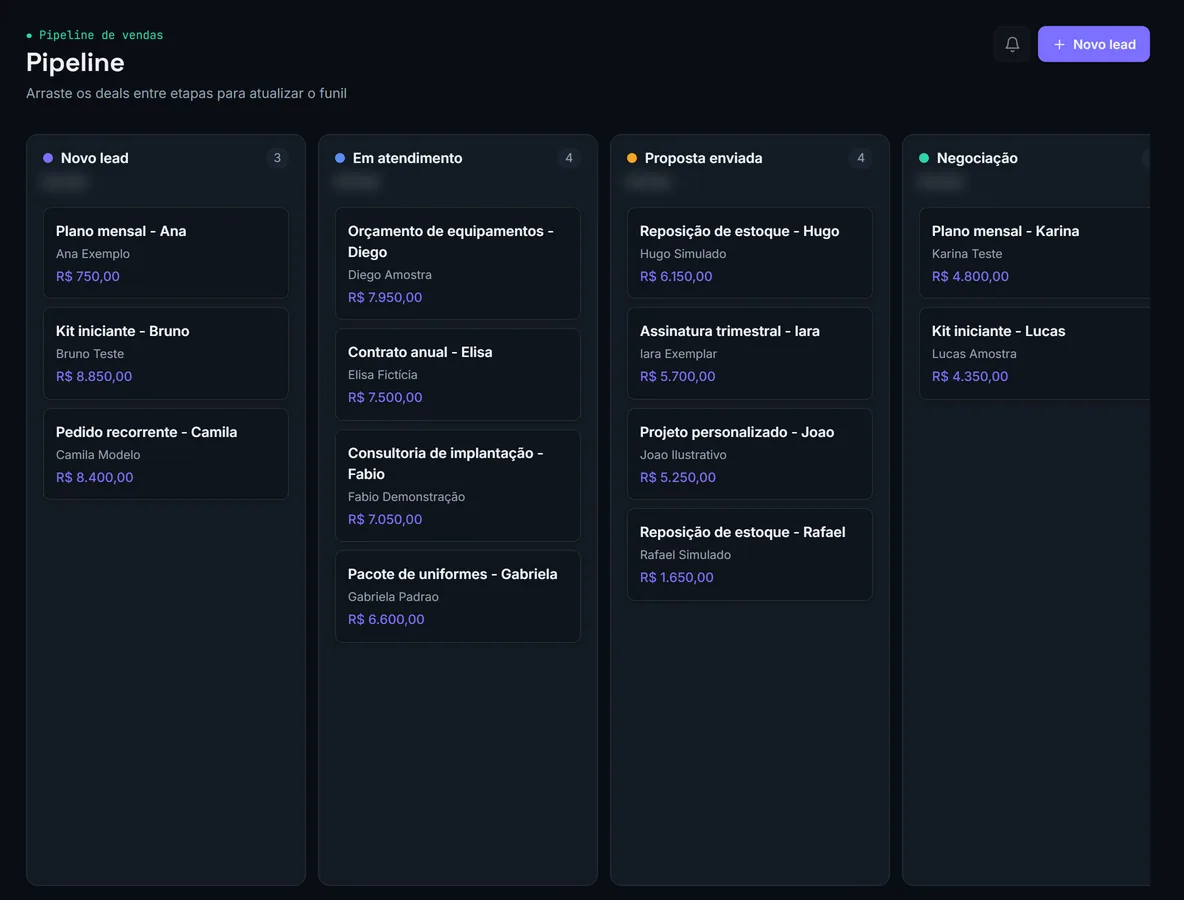 Pipeline de vendas
Pipeline
Arraste os deals entre etapas para atualizar o funil
+ Novo lead
Novo lead
3
Plano mensal - Ana
Ana Exemplo
R$ 750,00
Kit iniciante - Bruno
Bruno Teste
R$ 8.850,00
Pedido recorrente - Camila
Camila Modelo
R$ 8.400,00
Em atendimento
4
Orçamento de equipamentos -
Diego
Diego Amostra
R$ 7.950,00
Contrato anual - Elisa
Elisa Fictícia
R$ 7.500,00
Consultoria de implantação -
Fabio
Fabio Demonstração
R$ 7.050,00
Pacote de uniformes - Gabriela
Gabriela Padrao
R$ 6.600,00
Proposta enviada
4
Reposição de estoque - Hugo
Hugo Simulado
R$ 6.150,00
Assinatura trimestral - Iara
Iara Exemplar
R$ 5.700,00
Projeto personalizado - Joao
Joao Ilustrativo
R$ 5.250,00
Reposição de estoque - Rafael
Rafael Simulado
R$ 1.650,00
Negociação
Plano mensal - Karina
Karina Teste
R$ 4.800,00
Kit iniciante - Lucas
Lucas Amostra
R$ 4.350,00